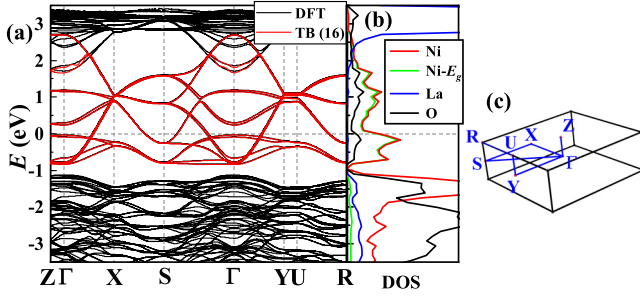 (a)
DFT
TB (16)
E (eV)
3
2
1
0
-1
-2
-3
Z Γ X S Γ Y U R
(b)
Ni
Ni-Eg
La
O
DOS
(c)
R
U
X
Z
S
Γ
Y